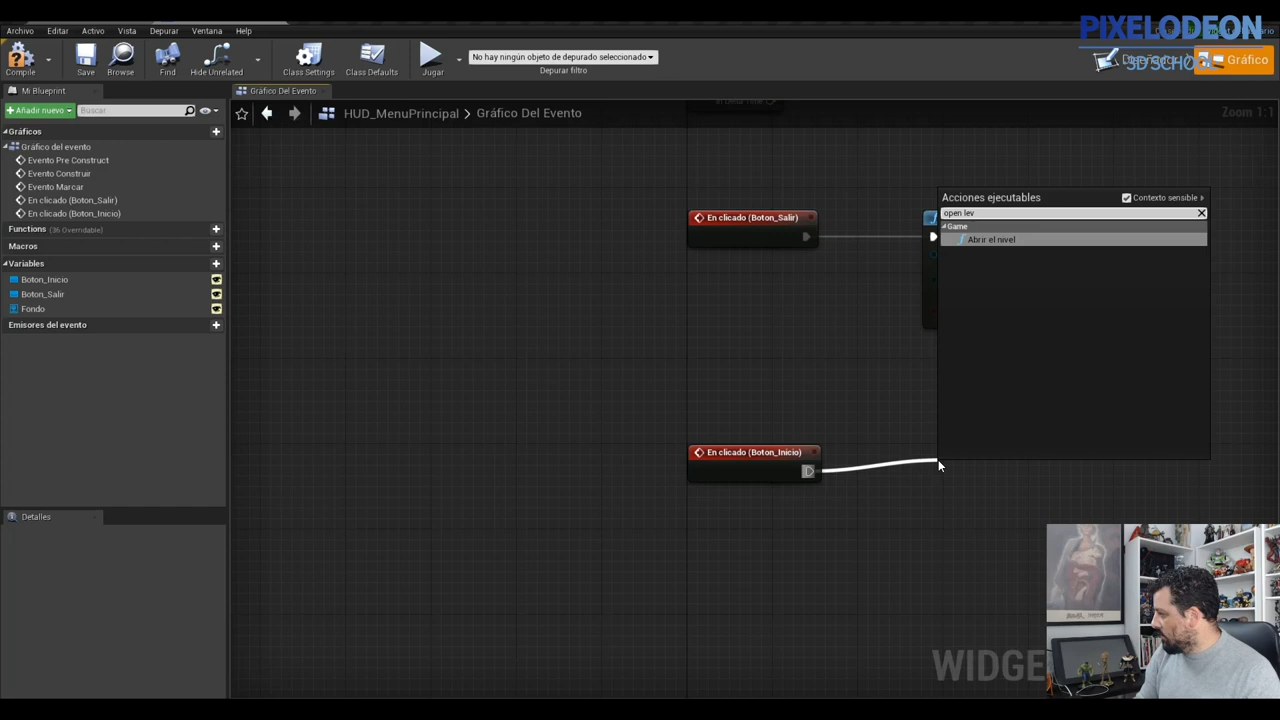 PIXELODEON
3D SCHOOL
Archivo Editar Activo Vista Depurar Ventana Help
Compile Save Browse Find Hide Unrelated Class Settings Class Defaults Jugar
No hay ningún objeto de depurado seleccionado
Depurar filtro
Gráfico
Mi Blueprint
Gráfico Del Evento
Añadir nuevo Buscar
HUD_MenuPrincipal > Gráfico Del Evento
Zoom 1:1
Gráficos
Gráfico del evento
Evento Pre Construct
Evento Construir
Evento Marcar
En clicado (Boton_Salir)
En clicado (Boton_Inicio)
Functions (36 Overridable)
Macros
Variables
Boton_Inicio
Boton_Salir
Fondo
Emisores del evento
Detalles
En clicado (Boton_Salir)
En clicado (Boton_Inicio)
Acciones ejecutables Contexto sensible
open lev
Game
Abrir el nivel